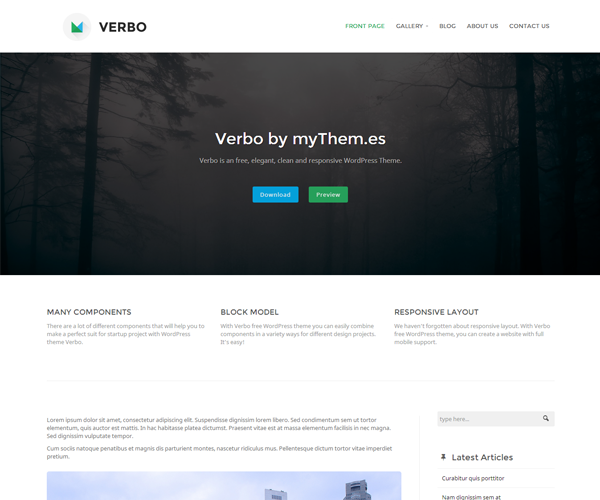 VERBO
FRONT PAGE GALLERY BLOG ABOUT US CONTACT US
Verbo by myThem.es
Verbo is an free, elegant, clean and responsive WordPress Theme.
Download Preview
MANY COMPONENTS
There are a lot of different components that will help you to
make a perfect suit for startup project with WordPress
theme Verbo.
BLOCK MODEL
With Verbo free WordPress theme you can easily combine
components in a variety ways for different design projects.
It's easy!
RESPONSIVE LAYOUT
We haven't forgotten about responsive layout. With Verbo
free WordPress theme, you can create a website with full
mobile support.
Lorem ipsum dolor sit amet, consectetur adipiscing elit. Suspendisse dignissim lorem libero. Sed condimentum sem ut tortor
elementum, quis auctor est mattis. In hac habitasse platea dictumst. Praesent vitae est at massa elementum facilisis in nec magna.
Sed dignissim vulputate tempor.
Cum sociis natoque penatibus et magnis dis parturient montes, nascetur ridiculus mus. Pellentesque dictum tortor vitae imperdiet
pretium.
type here...
Latest Articles
Curabitur quis porttitor
Nam dignissim sem at